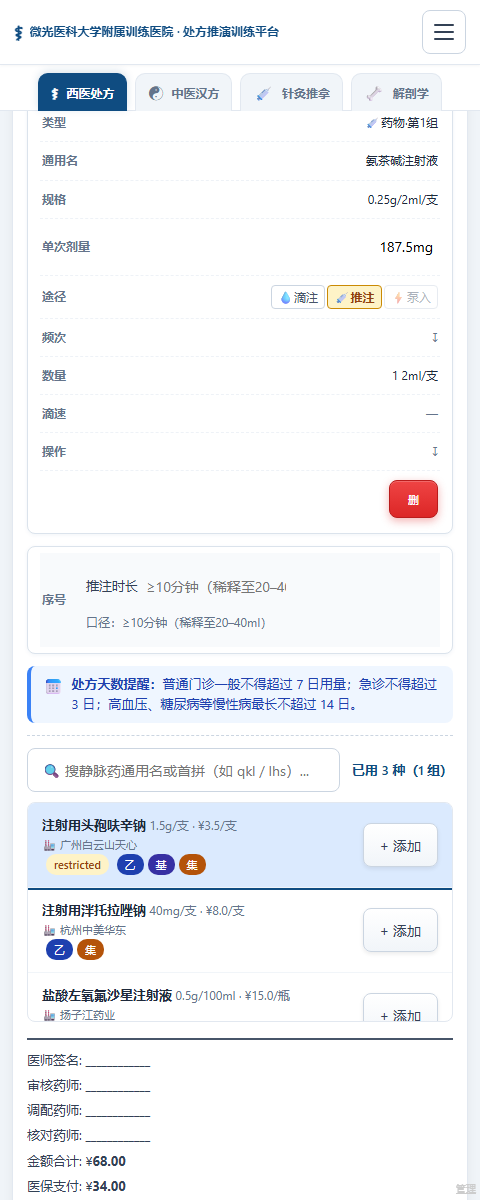 微光医科大学附属训练医院 · 处方推演训练平台
西医处方
中医汉方
针灸推拿
解剖学
类型
药物·第1组
通用名
氨茶碱注射液
规格
0.25g/2ml/支
单次剂量
187.5mg
途径
滴注
推注
泵入
频次
↧
数量
1 2ml/支
滴速
—
操作
↧
删
序号
推注时长 ≥10分钟（稀释至20–4
口径：≥10分钟（稀释至20–40ml）
处方天数提醒：普通门诊一般不得超过 7 日用量；急诊不得超过
3 日；高血压、糖尿病等慢性病最长不超过 14 日。
搜静脉药通用名或首拼（如 qkl / lhs）...
已用 3 种（1 组）
注射用头孢呋辛钠 1.5g/支 · ¥3.5/支
广州白云山天心
restricted 乙 基 集
+ 添加
注射用泮托拉唑钠 40mg/支 · ¥8.0/支
杭州中美华东
乙 集
+ 添加
盐酸左氧氟沙星注射液 0.5g/100ml · ¥15.0/瓶
扬子江药业
+ 添加
医师签名: ____________
审核药师: ____________
调配药师: ____________
核对药师: ____________
金额合计: ¥68.00
医保支付: ¥34.00
管理